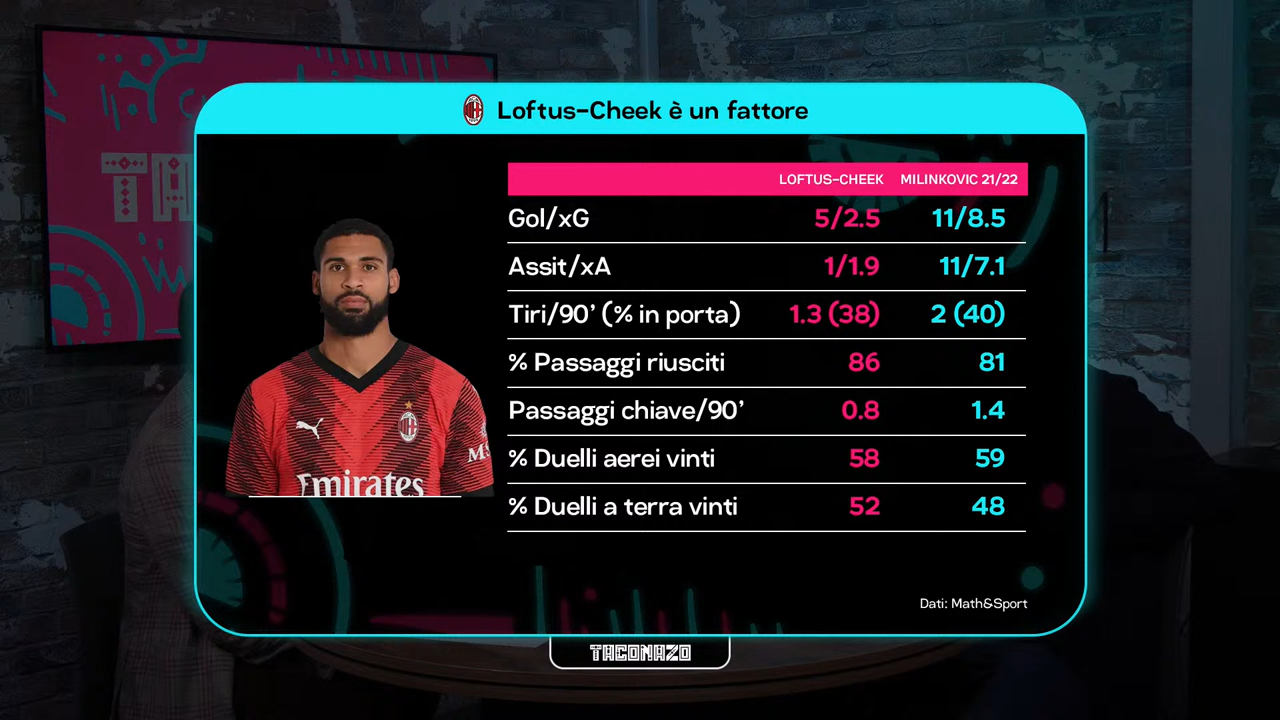 Loftus-Cheek è un fattore
LOFTUS-CHEEK MILINKOVIC 21/22
Gol/xG 5/2.5 11/8.5
Assit/xA 1/1.9 11/7.1
Tiri/90' (% in porta) 1.3 (38) 2 (40)
% Passaggi riusciti 86 81
Passaggi chiave/90' 0.8 1.4
% Duelli aerei vinti 58 59
% Duelli a terra vinti 52 48
Emirates
Dati: Math&Sport
TACONAZO